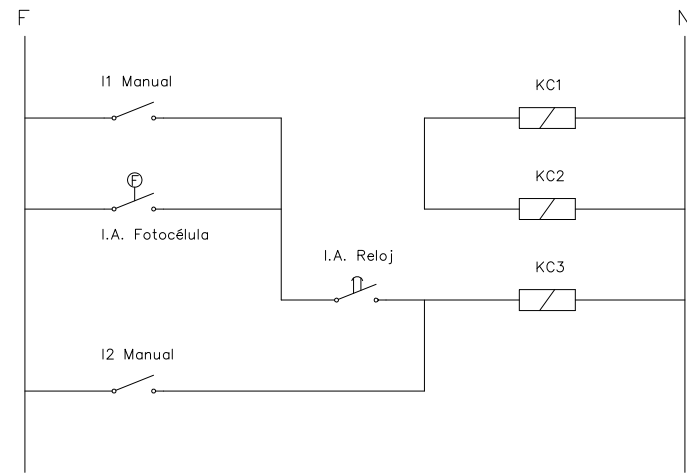 F
N
I1 Manual
KC1
F
KC2
I.A. Fotocélula
I.A. Reloj
KC3
I2 Manual